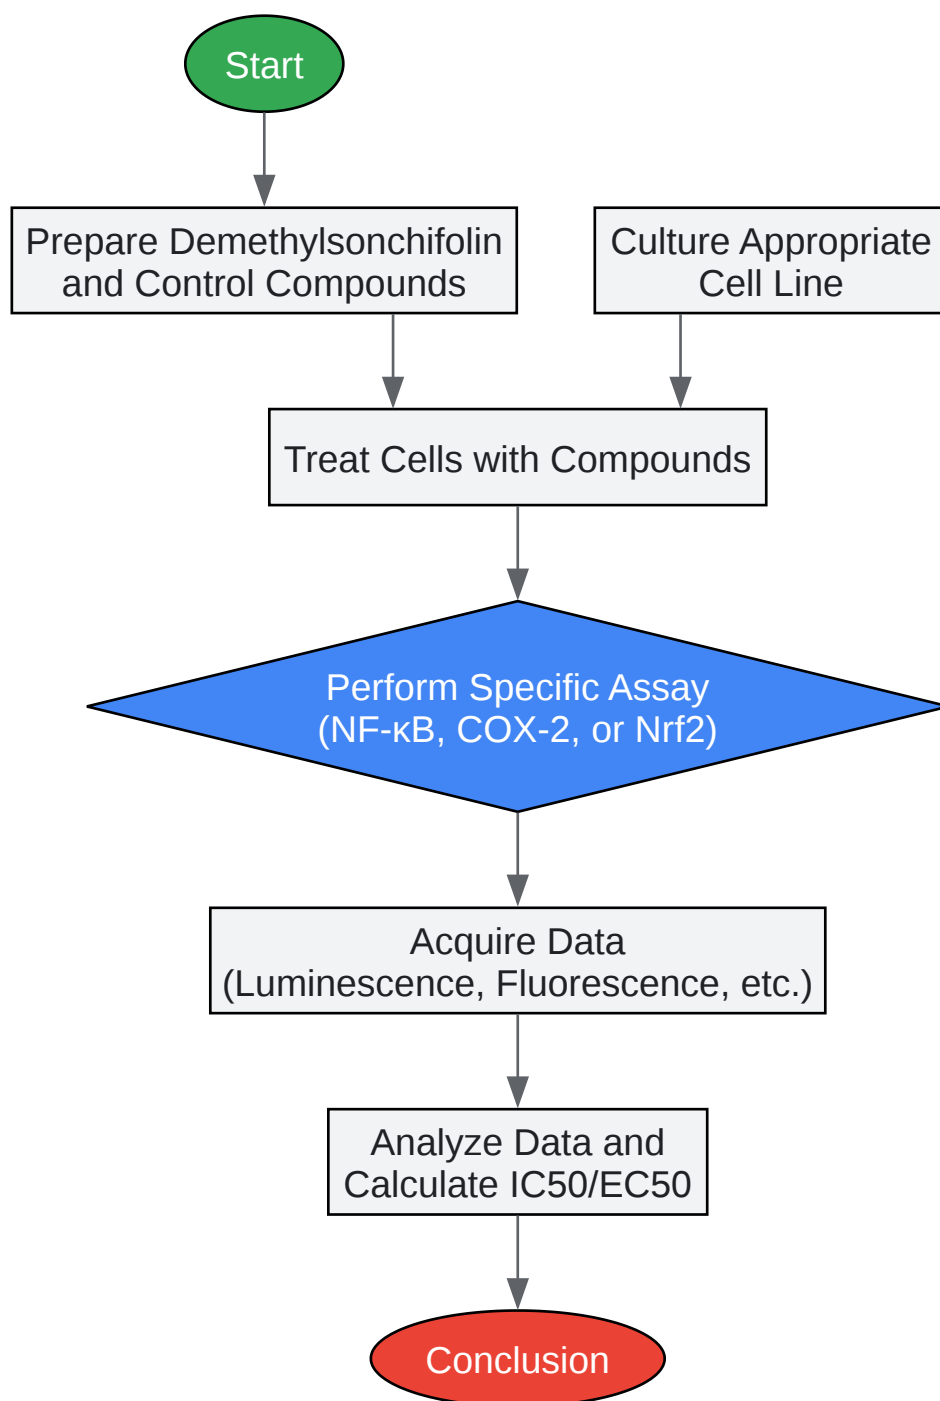 Start
Prepare Demethylsonchifolin
and Control Compounds
Culture Appropriate
Cell Line
Treat Cells with Compounds
Perform Specific Assay
(NF-κB, COX-2, or Nrf2)
Acquire Data
(Luminescence, Fluorescence, etc.)
Analyze Data and
Calculate IC50/EC50
Conclusion